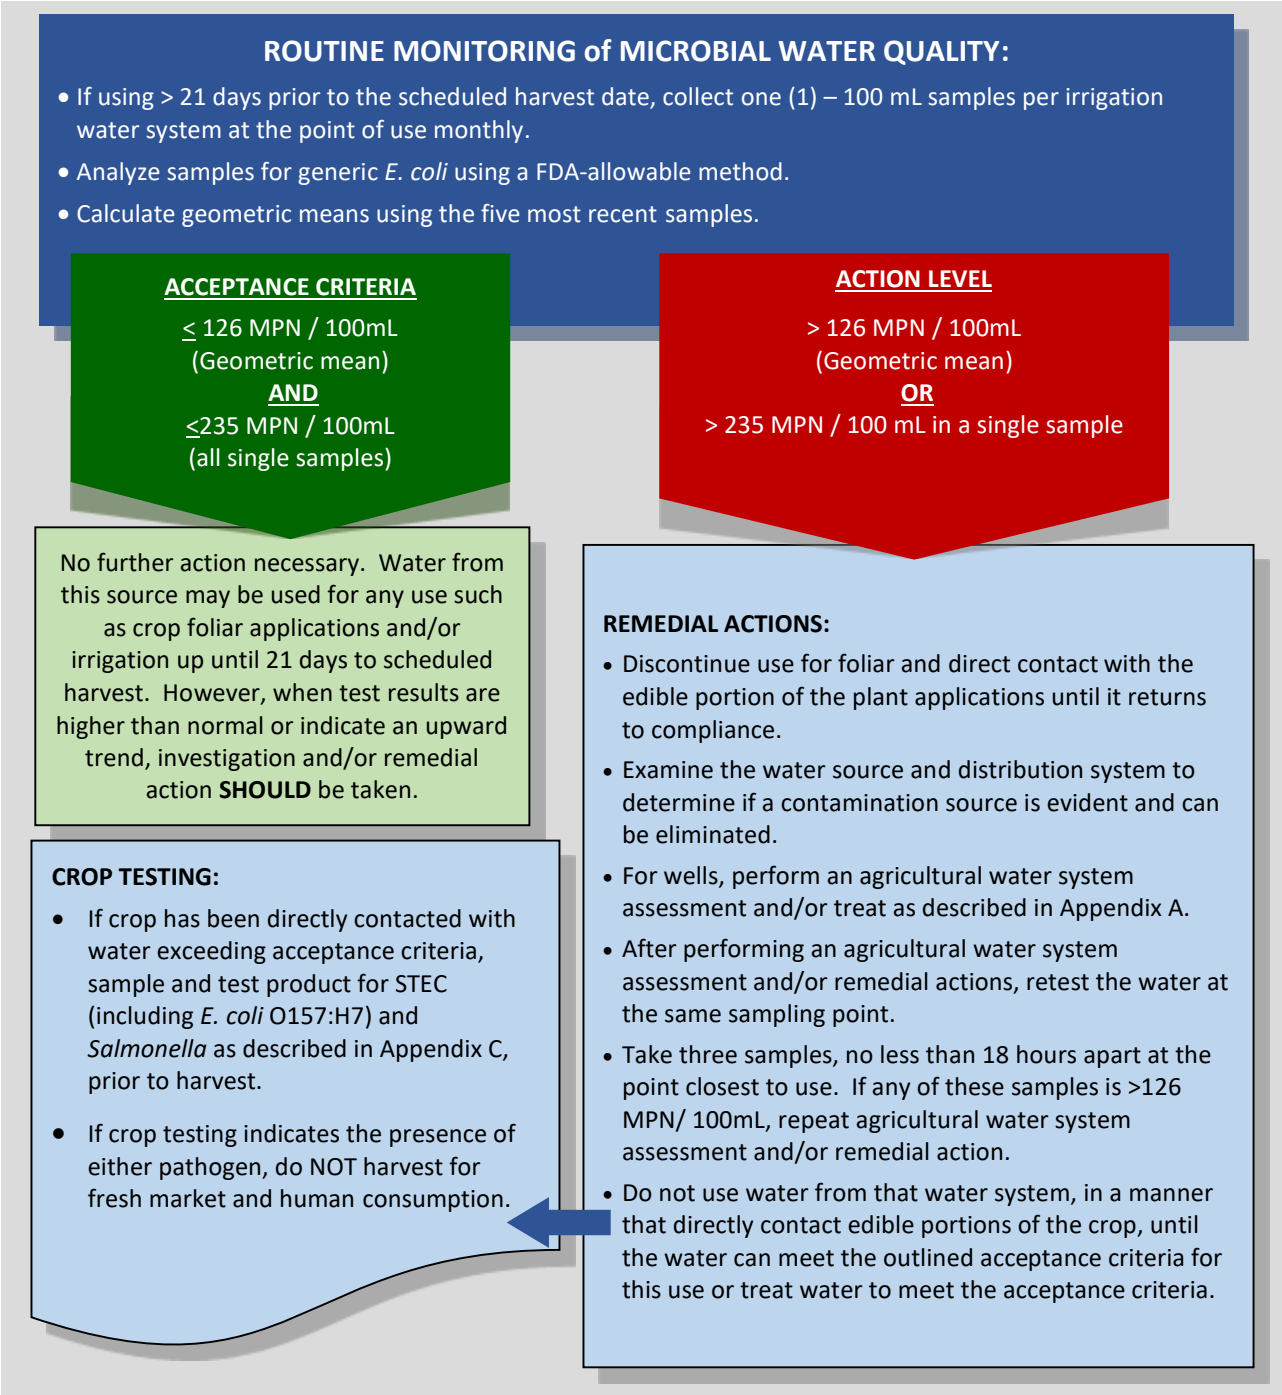 ROUTINE MONITORING of MICROBIAL WATER QUALITY:
• If using > 21 days prior to the scheduled harvest date, collect one (1) – 100 mL samples per irrigation
water system at the point of use monthly.
• Analyze samples for generic E. coli using a FDA-allowable method.
• Calculate geometric means using the five most recent samples.
ACCEPTANCE CRITERIA
≤ 126 MPN / 100mL
(Geometric mean)
AND
≤235 MPN / 100mL
(all single samples)
ACTION LEVEL
> 126 MPN / 100mL
(Geometric mean)
OR
> 235 MPN / 100 mL in a single sample
No further action necessary. Water from
this source may be used for any use such
as crop foliar applications and/or
irrigation up until 21 days to scheduled
harvest. However, when test results are
higher than normal or indicate an upward
trend, investigation and/or remedial
action SHOULD be taken.
CROP TESTING:
• If crop has been directly contacted with
water exceeding acceptance criteria,
sample and test product for STEC
(including E. coli O157:H7) and
Salmonella as described in Appendix C,
prior to harvest.
• If crop testing indicates the presence of
either pathogen, do NOT harvest for
fresh market and human consumption.
REMEDIAL ACTIONS:
• Discontinue use for foliar and direct contact with the
edible portion of the plant applications until it returns
to compliance.
• Examine the water source and distribution system to
determine if a contamination source is evident and can
be eliminated.
• For wells, perform an agricultural water system
assessment and/or treat as described in Appendix A.
• After performing an agricultural water system
assessment and/or remedial actions, retest the water at
the same sampling point.
• Take three samples, no less than 18 hours apart at the
point closest to use. If any of these samples is >126
MPN/ 100mL, repeat agricultural water system
assessment and/or remedial action.
• Do not use water from that water system, in a manner
that directly contact edible portions of the crop, until
the water can meet the outlined acceptance criteria for
this use or treat water to meet the acceptance criteria.